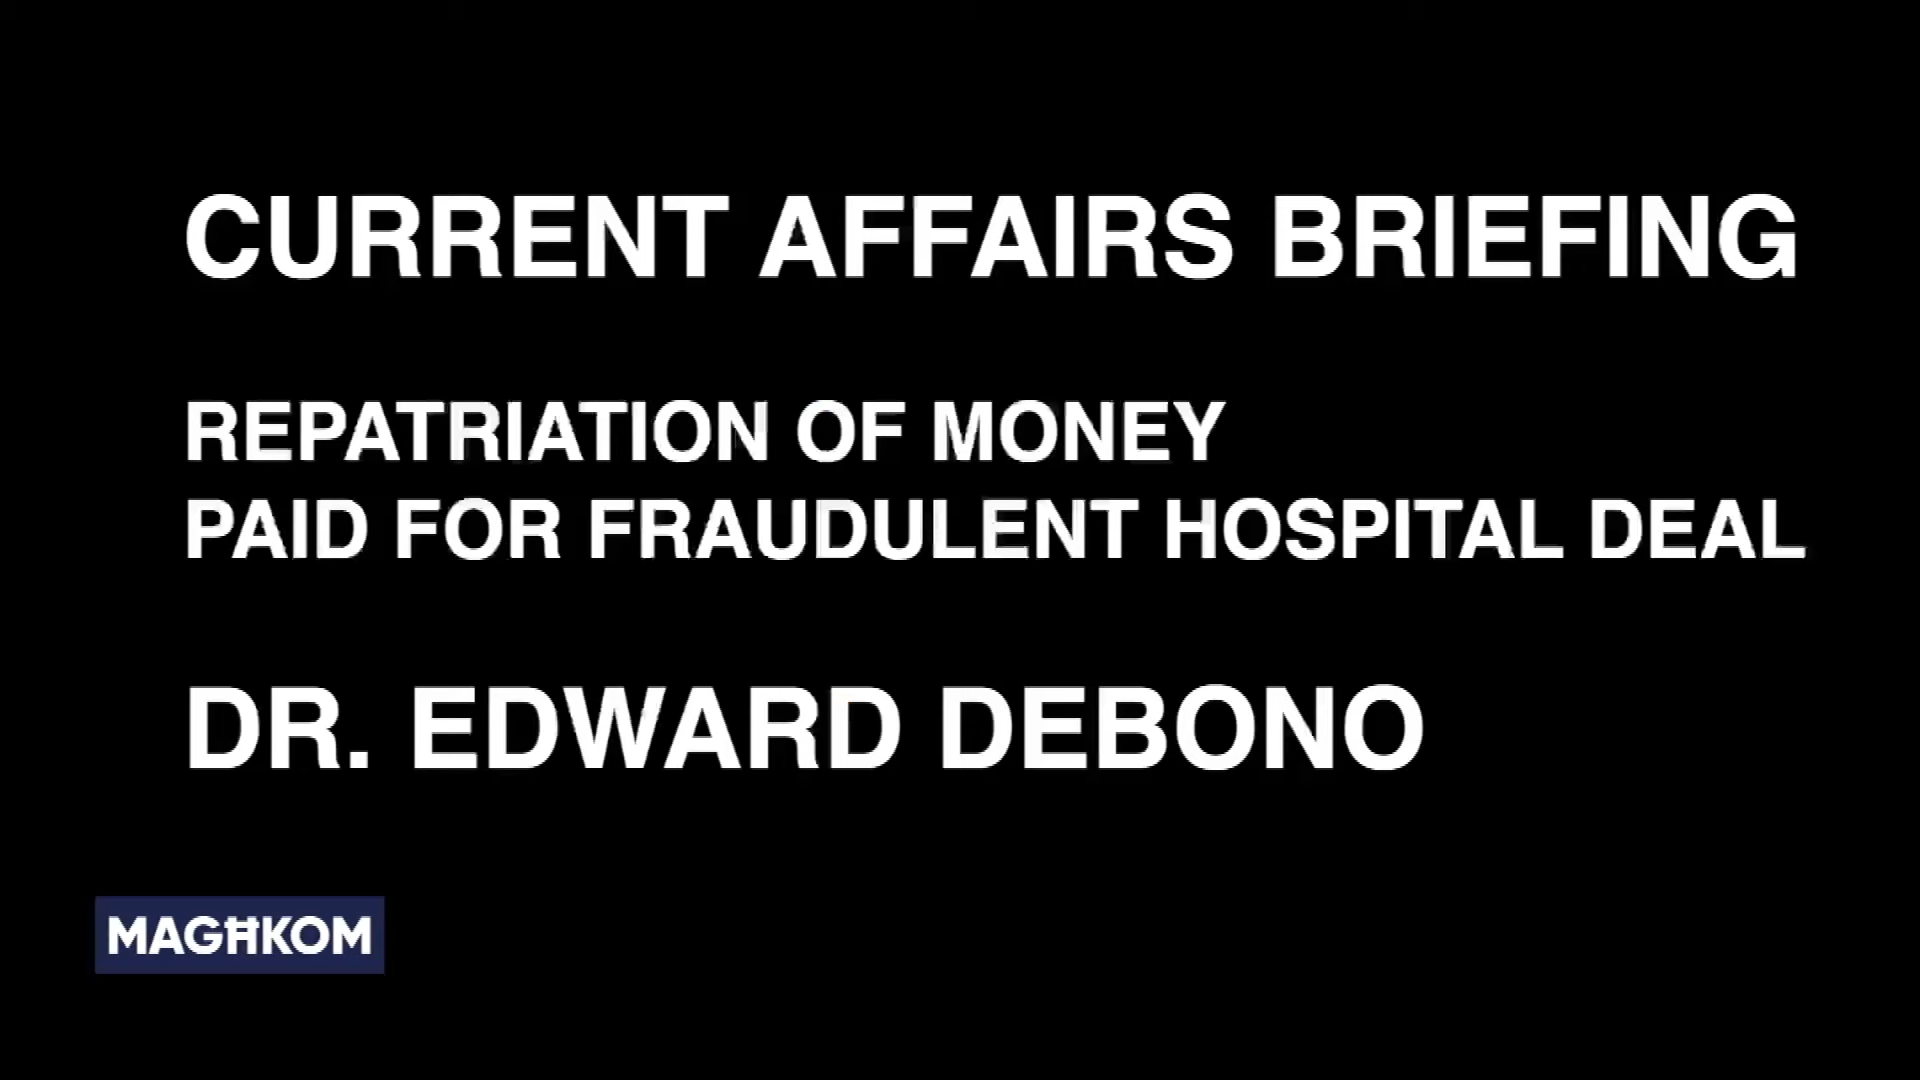 CURRENT AFFAIRS BRIEFING
REPATRIATION OF MONEY
PAID FOR FRAUDULENT HOSPITAL DEAL
DR. EDWARD DEBONO
MAGĦKOM